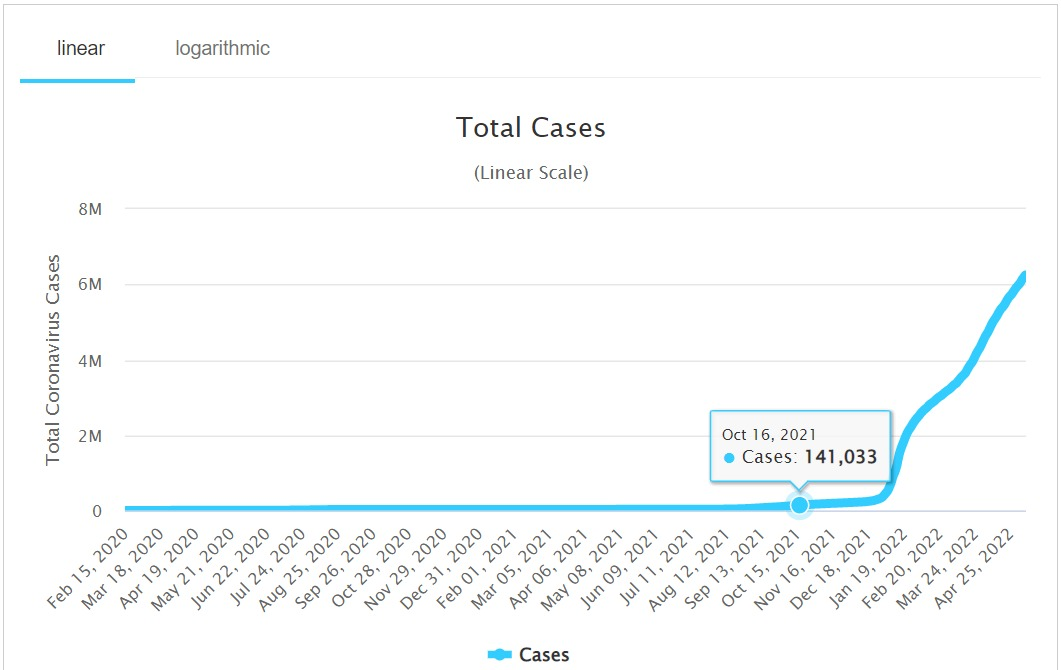 linear
logarithmic
Total Cases
(Linear Scale)
Total Coronavirus Cases
8M
6M
4M
2M
0
Oct 16, 2021
Cases: 141,033
Feb 15, 2020
Mar 18, 2020
Apr 19, 2020
May 21, 2020
Jun 22, 2020
Jul 24, 2020
Aug 25, 2020
Sep 26, 2020
Oct 28, 2020
Nov 29, 2020
Dec 31, 2020
Feb 01, 2021
Mar 05, 2021
Apr 06, 2021
May 08, 2021
Jun 09, 2021
Jul 11, 2021
Aug 12, 2021
Sep 13, 2021
Oct 15, 2021
Nov 16, 2021
Dec 18, 2021
Jan 19, 2022
Feb 20, 2022
Mar 24, 2022
Apr 25, 2022
Cases